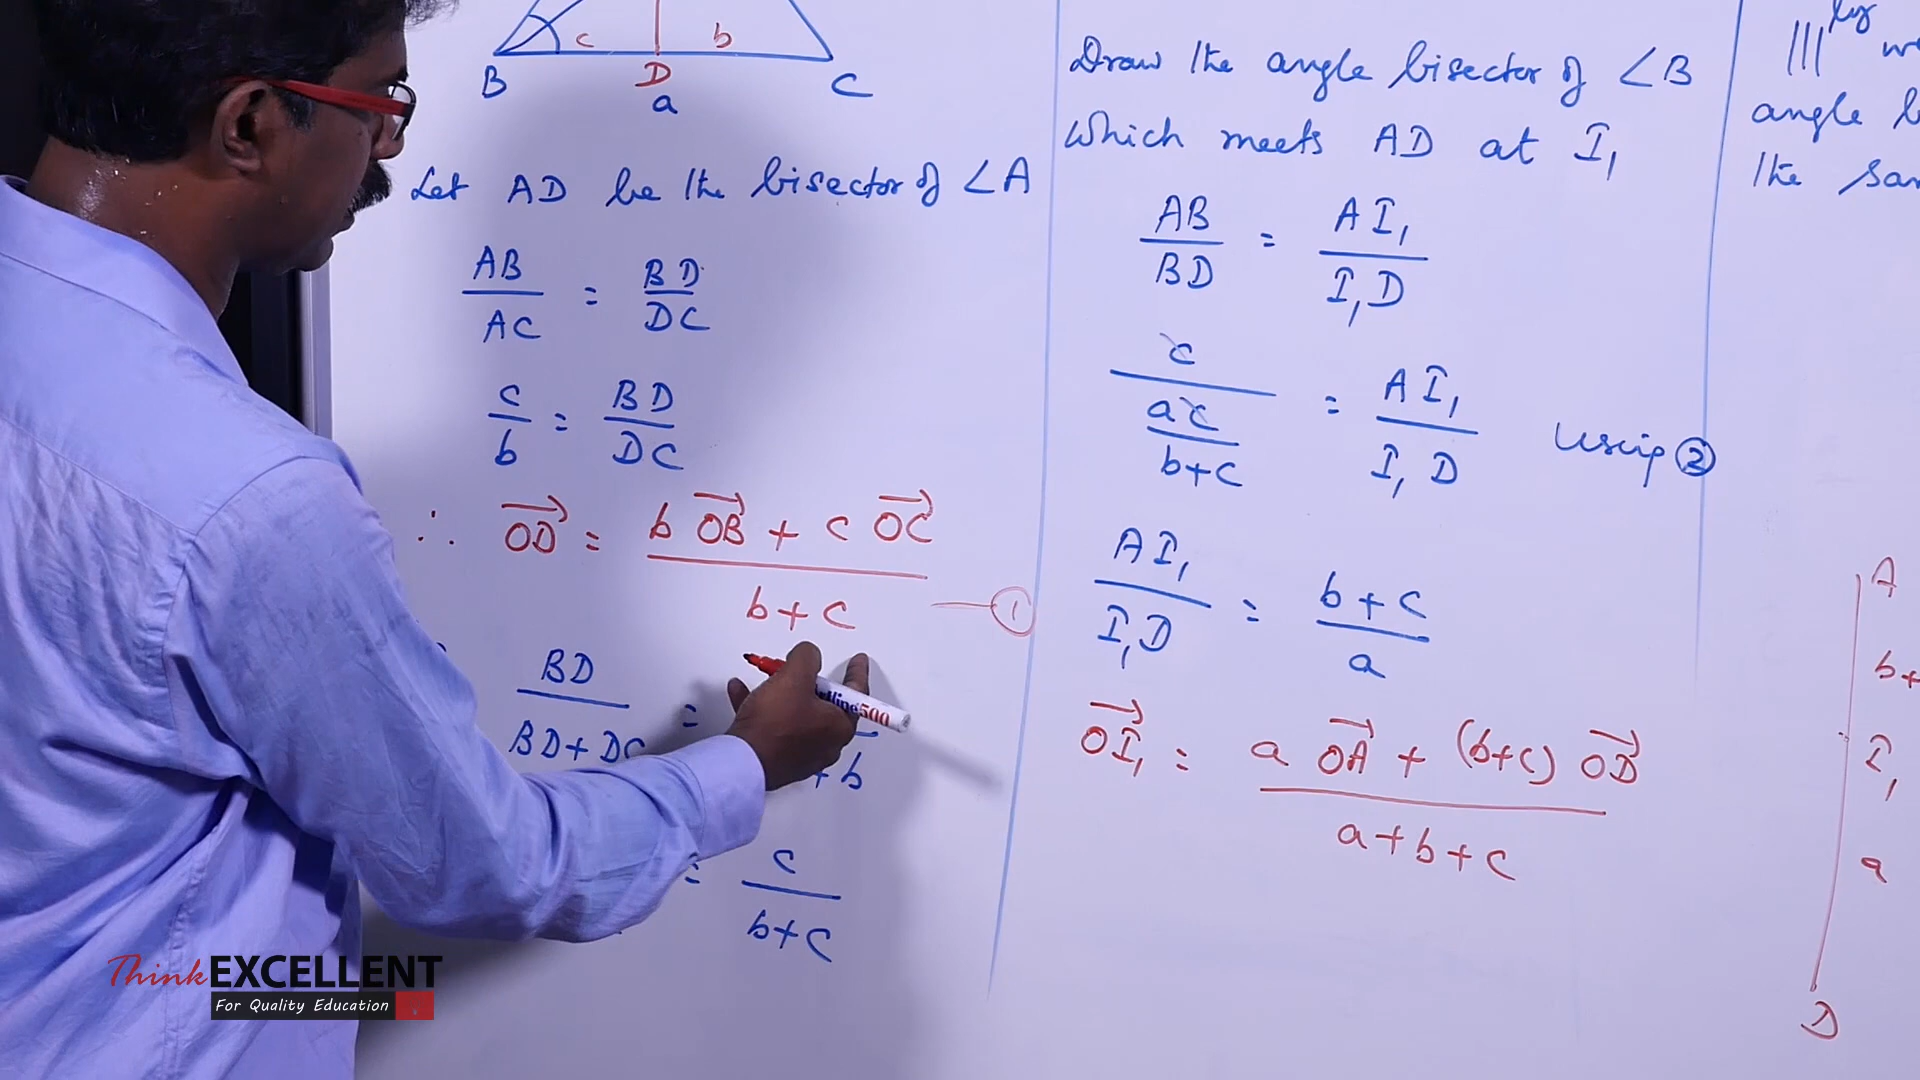 c b
B D C
a
Let AD be the bisector of ∠A
AB/AC = BD/DC
c/b = BD/DC
∴ OD→ = (b OB→ + c OC→)/(b+c) — ①
BD/(BD+DC) =
+b
= c/(b+c)
Draw the angle bisector of ∠B
which meets AD at I₁
AB/BD = AI₁/I₁D
c/(ac/(b+c)) = AI₁/I₁D using ②
AI₁/I₁D = (b+c)/a
OI₁→ = (a OA→ + (b+c) OD→)/(a+b+c)
|||ly
angle
the
A
b+
I₁
a
D
Artline500
Think EXCELLENT
For Quality Education